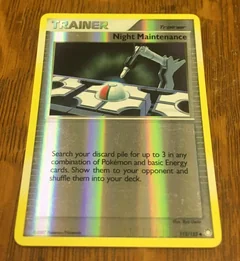 TRAINER
Trainer
Night Maintenance
Search your discard pile for up to 3 in any
combination of Pokémon and basic Energy
cards. Show them to your opponent and
shuffle them into your deck.